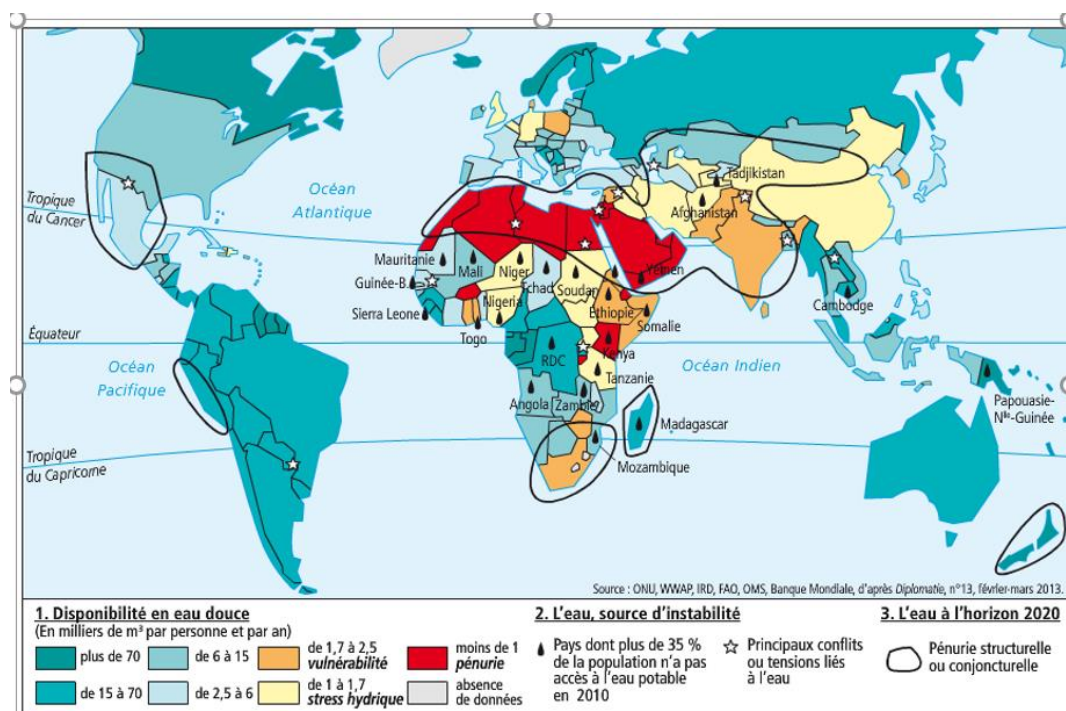 Tropique
du Cancer
Océan
Atlantique
Tadjikistan
Afghanistan
Mauritanie
Mali
Niger
Tchad
Soudan
Yémen
Guinée-B.
Nigeria
Éthiopie
Cambodge
Sierra Leone
Togo
Somalie
Équateur
Kenya
Océan Indien
Océan
Pacifique
RDC
Tanzanie
Angola
Zambie
Papouasie-
Nlle-Guinée
Madagascar
Mozambique
Tropique
du Capricorne
Source : ONU, WWAP, IRD, FAO, OMS, Banque Mondiale, d'après Diplomatie, n°13, février-mars 2013.
1. Disponibilité en eau douce
(En milliers de m³ par personne et par an)
plus de 70
de 6 à 15
de 1,7 à 2,5
vulnérabilité
moins de 1
pénurie
de 15 à 70
de 2,5 à 6
de 1 à 1,7
stress hydrique
absence
de données
2. L'eau, source d'instabilité
Pays dont plus de 35 %
de la population n'a pas
accès à l'eau potable
en 2010
Principaux conflits
ou tensions liés
à l'eau
3. L'eau à l'horizon 2020
Pénurie structurelle
ou conjoncturelle